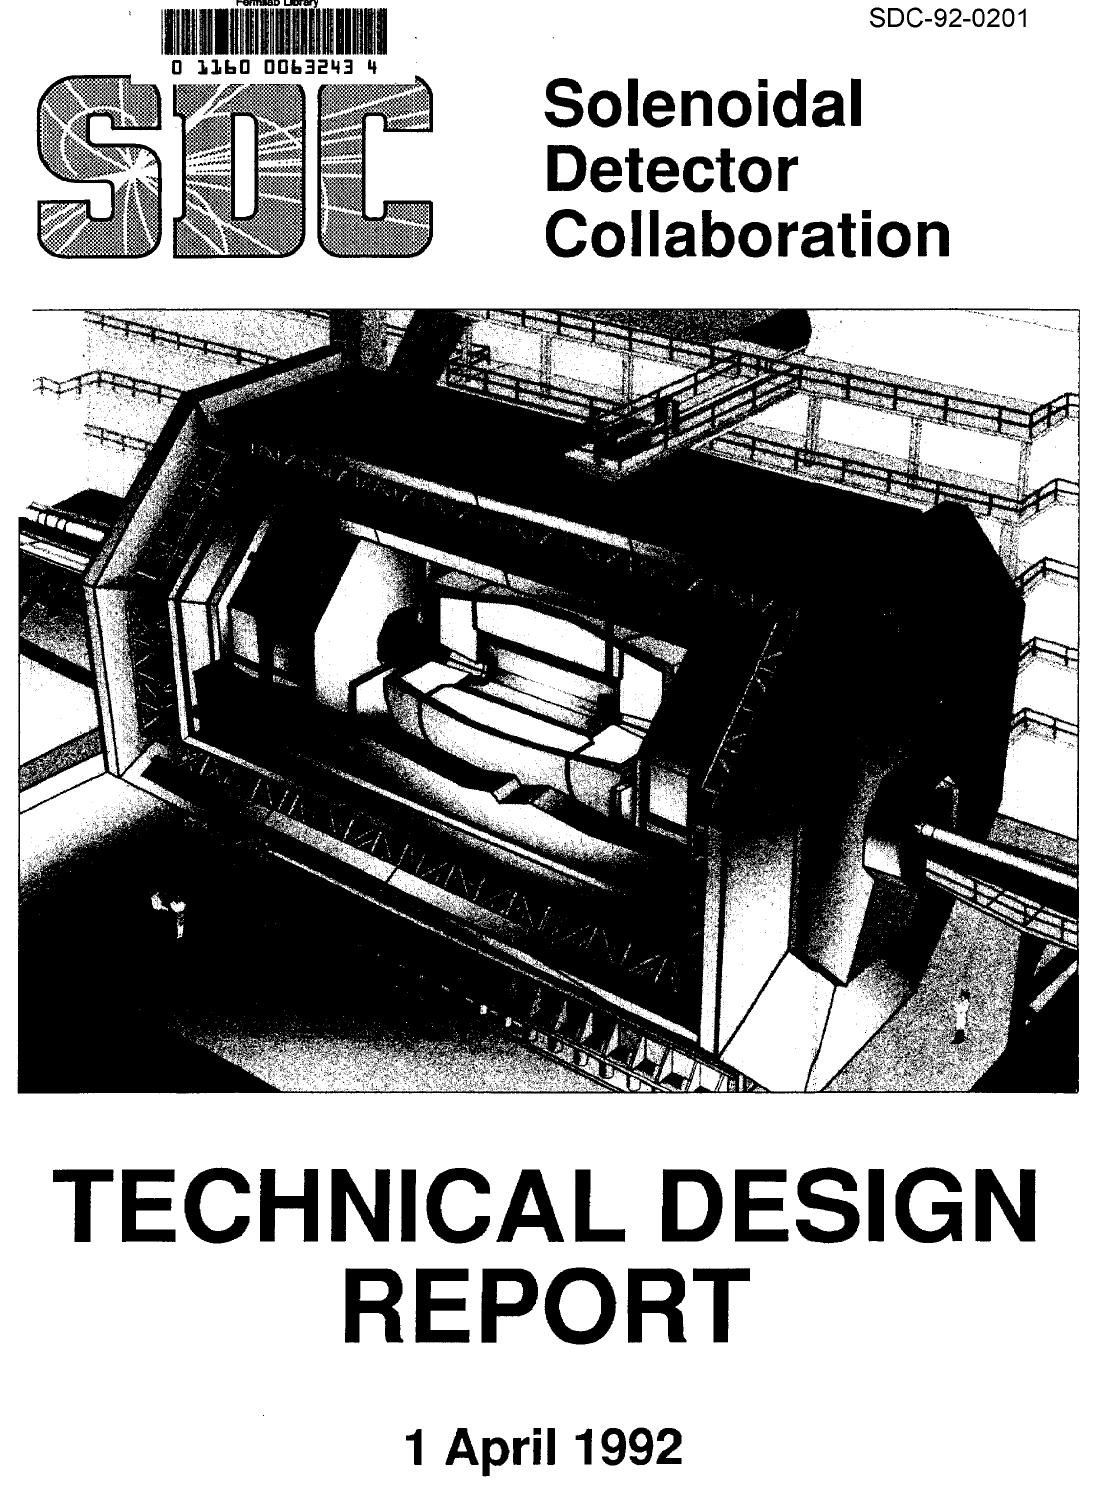 Fermilab Library
SDC-92-0201
0 1160 0063243 4
SDC
Solenoidal
Detector
Collaboration
TECHNICAL DESIGN
REPORT
1 April 1992